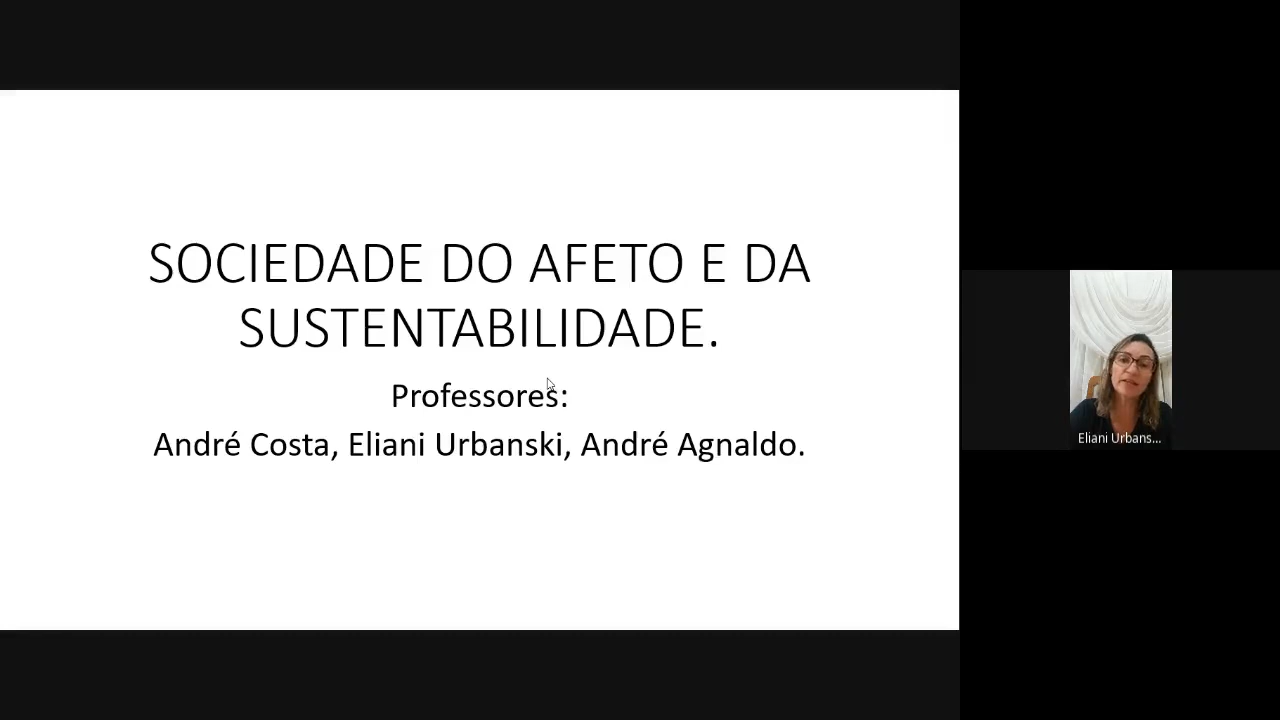 SOCIEDADE DO AFETO E DA
SUSTENTABILIDADE.
Professores:
André Costa, Eliani Urbanski, André Agnaldo.
Eliani Urbans...